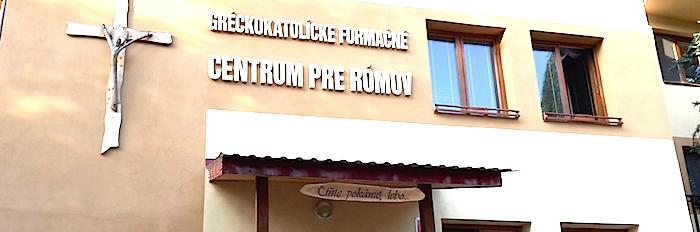 GRÉCKOKATOLÍCKE FORMAČNÉ
CENTRUM PRE RÓMOV
Čiňte pokánie, lebo...